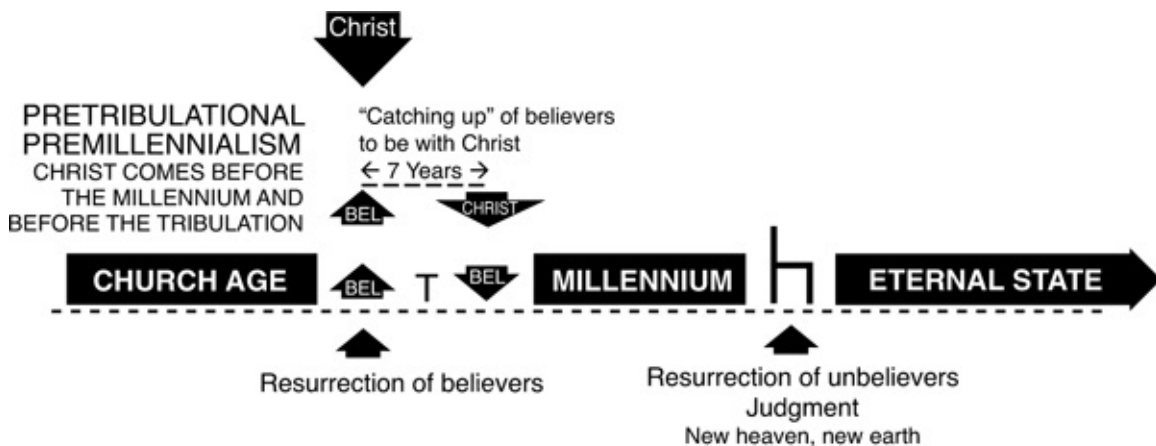 Christ
PRETRIBULATIONAL
PREMILLENNIALISM
CHRIST COMES BEFORE
THE MILLENNIUM AND
BEFORE THE TRIBULATION
“Catching up” of believers
to be with Christ
← 7 Years →
BEL
CHRIST
CHURCH AGE
BEL
T
BEL
MILLENNIUM
ETERNAL STATE
Resurrection of believers
Resurrection of unbelievers
Judgment
New heaven, new earth